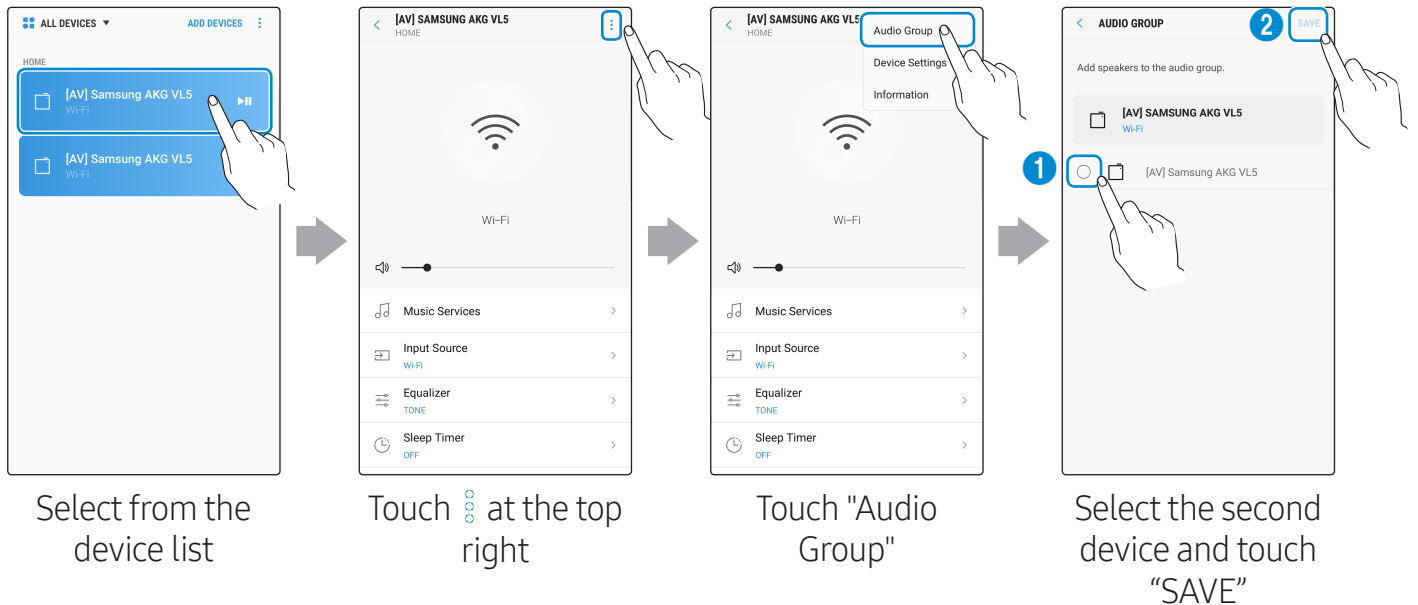 ALL DEVICES ▼ ADD DEVICES
HOME
[AV] Samsung AKG VL5
Wi-Fi
[AV] Samsung AKG VL5
Wi-Fi
Select from the
device list
[AV] SAMSUNG AKG VL5
HOME
Wi–Fi
Music Services
Input Source
Wi-Fi
Equalizer
TONE
Sleep Timer
OFF
Touch at the top
right
[AV] SAMSUNG AKG VL5
HOME
Audio Group
Device Settings
Information
Wi–Fi
Music Services
Input Source
Wi-Fi
Equalizer
TONE
Sleep Timer
OFF
Touch "Audio
Group"
AUDIO GROUP 2 SAVE
Add speakers to the audio group.
[AV] SAMSUNG AKG VL5
Wi-Fi
1 [AV] Samsung AKG VL5
Select the second
device and touch
“SAVE”